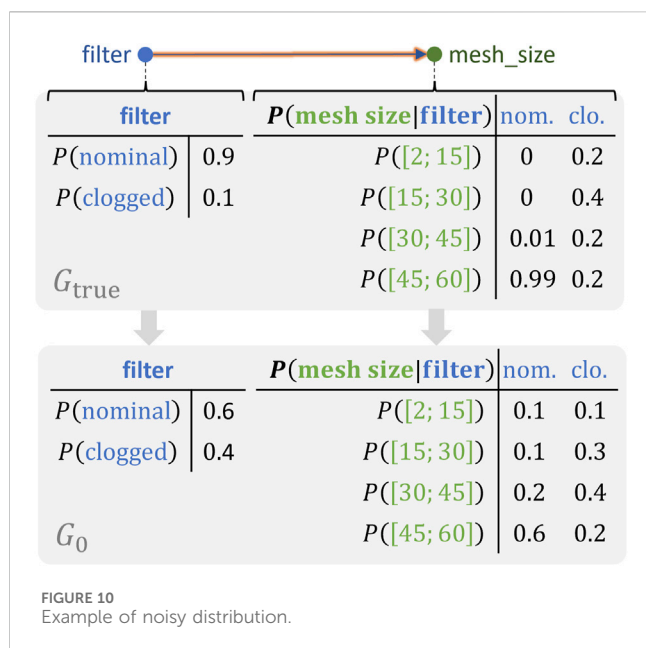 filter mesh_size
filter P(mesh size|filter) nom. clo.
P(nominal) 0.9 P([2; 15]) 0 0.2
P(clogged) 0.1 P([15; 30]) 0 0.4
P([30; 45]) 0.01 0.2
G_true P([45; 60]) 0.99 0.2
filter P(mesh size|filter) nom. clo.
P(nominal) 0.6 P([2; 15]) 0.1 0.1
P(clogged) 0.4 P([15; 30]) 0.1 0.3
P([30; 45]) 0.2 0.4
G_0 P([45; 60]) 0.6 0.2
FIGURE 10
Example of noisy distribution.